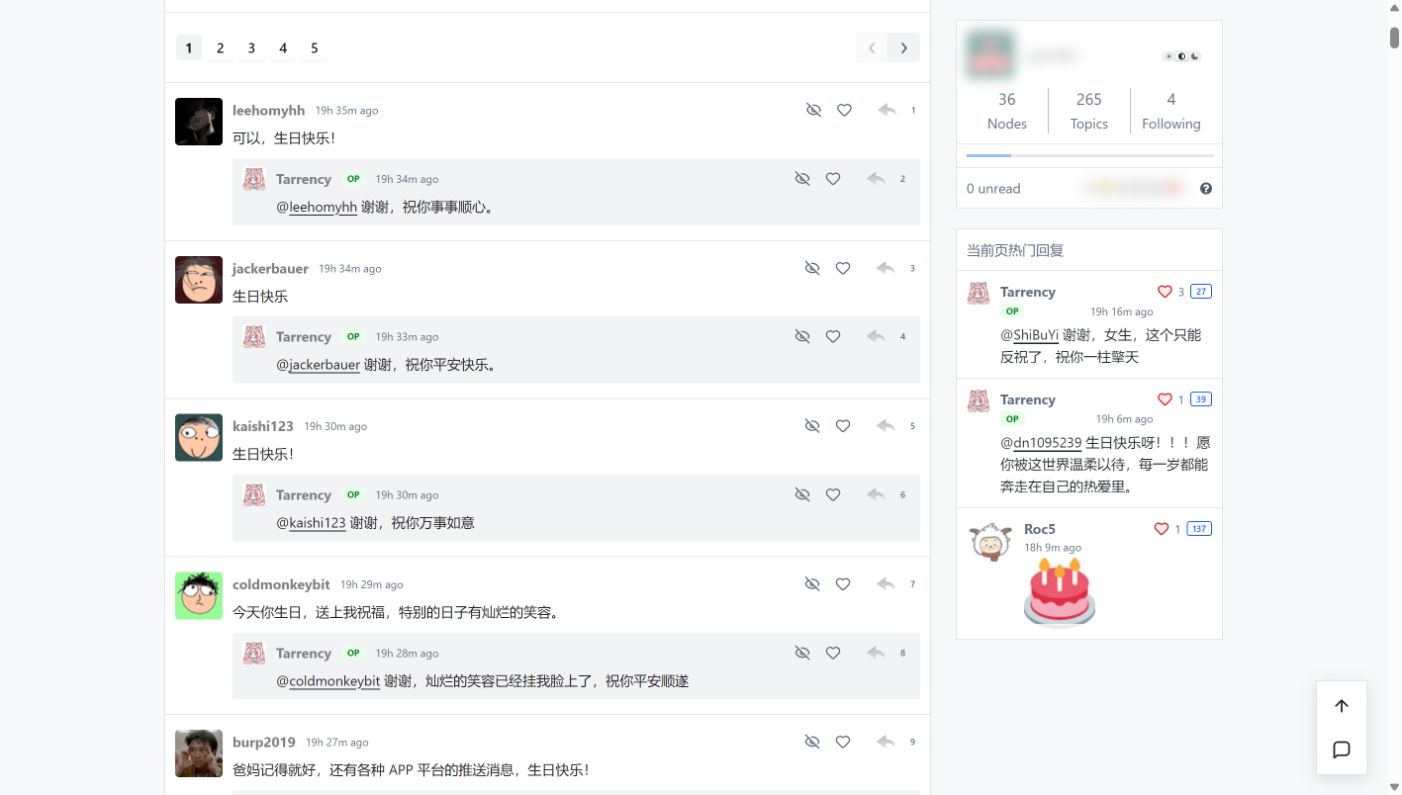 1 2 3 4 5
leehomyhh 19h 35m ago 1
可以，生日快乐！
Tarrency OP 19h 34m ago 2
@leehomyhh 谢谢，祝你事事顺心。
jackerbauer 19h 34m ago 3
生日快乐
Tarrency OP 19h 33m ago 4
@jackerbauer 谢谢，祝你平安快乐。
kaishi123 19h 30m ago 5
生日快乐！
Tarrency OP 19h 30m ago 6
@kaishi123 谢谢，祝你万事如意
coldmonkeybit 19h 29m ago 7
今天你生日，送上我祝福，特别的日子有灿烂的笑容。
Tarrency OP 19h 28m ago 8
@coldmonkeybit 谢谢，灿烂的笑容已经挂我脸上了，祝你平安顺遂
burp2019 19h 27m ago 9
爸妈记得就好，还有各种 APP 平台的推送消息，生日快乐！
36 265 4
Nodes Topics Following
0 unread
当前页热门回复
Tarrency 3 27
OP 19h 16m ago
@ShiBuYi 谢谢，女生，这个只能
反祝了，祝你一柱擎天
Tarrency 1 39
OP 19h 6m ago
@dn1095239 生日快乐呀！！！愿
你被这世界温柔以待，每一岁都能
奔走在自己的热爱里。
Roc5 1 137
18h 9m ago